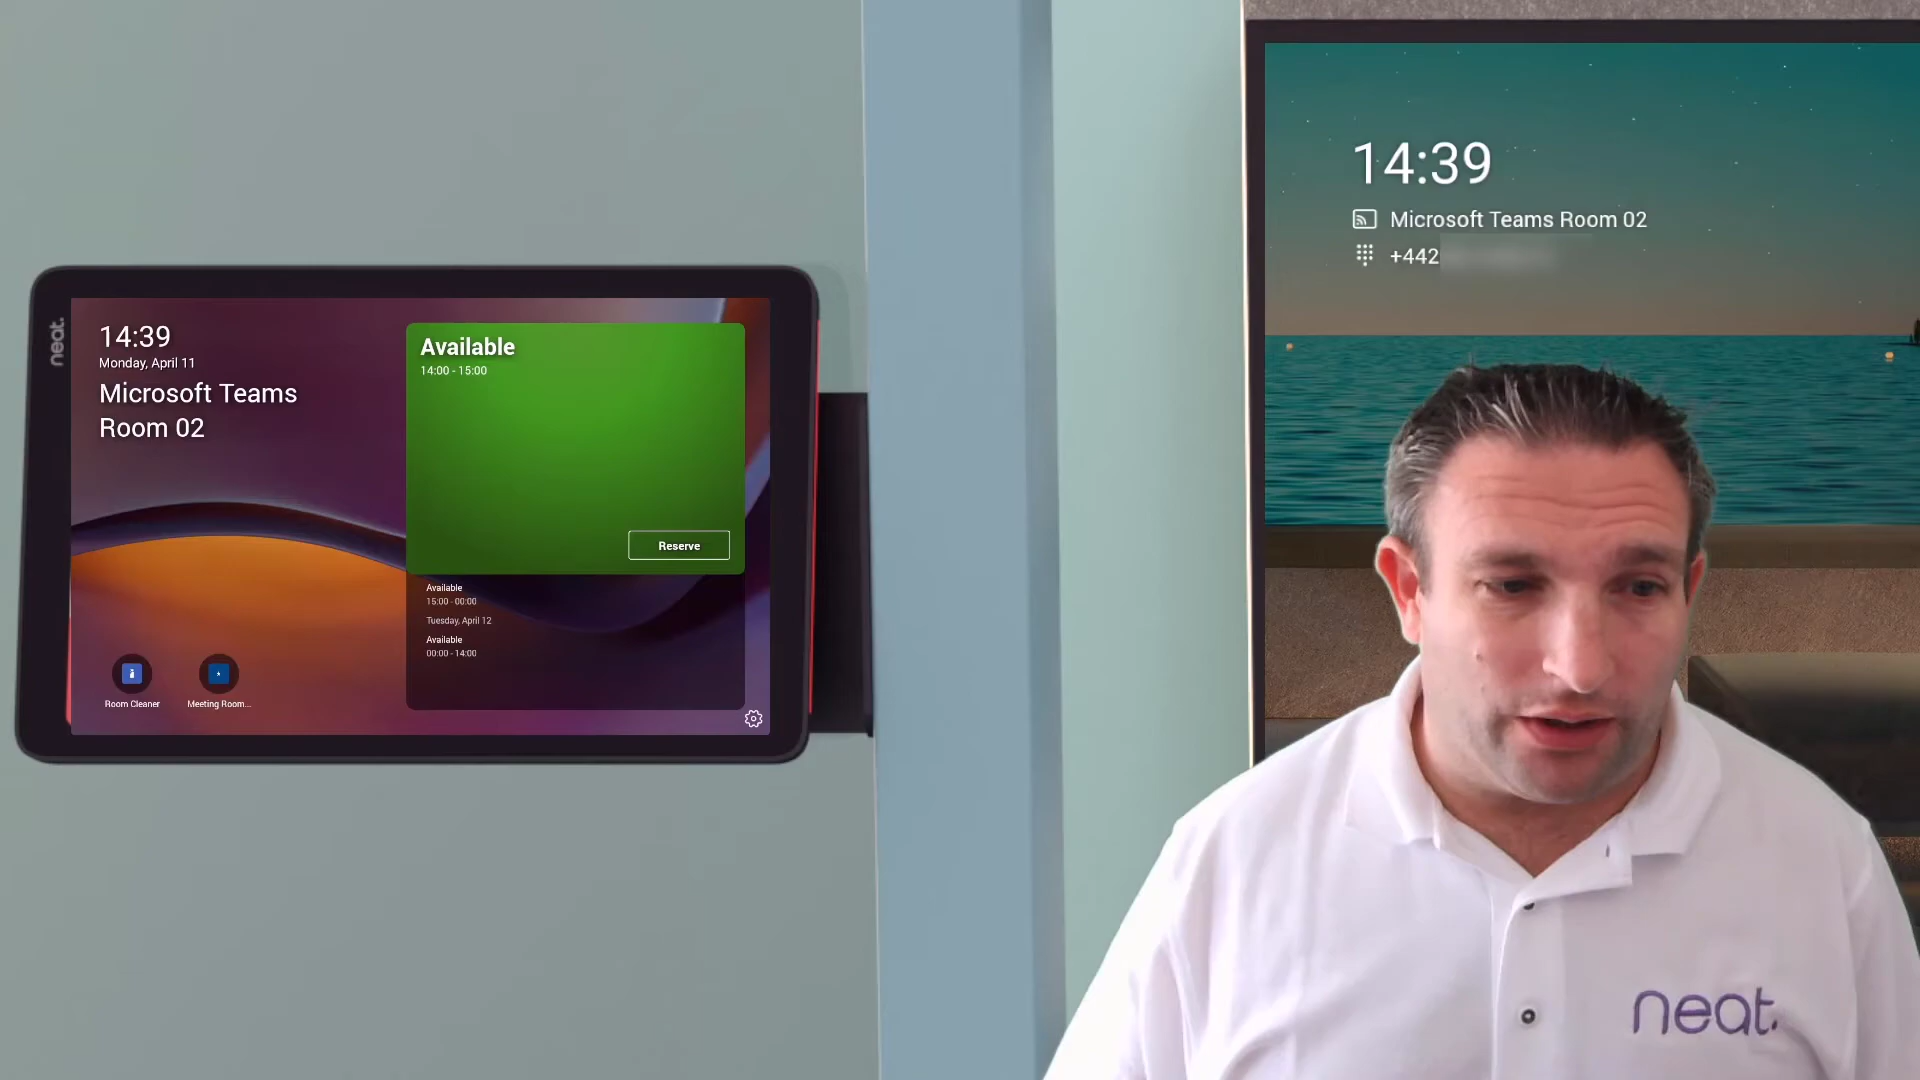 neat.
14:39
Monday, April 11
Microsoft Teams
Room 02
Available
14:00 - 15:00
Reserve
Available
15:00 - 00:00
Tuesday, April 12
Available
00:00 - 14:00
Room Cleaner
Meeting Room...
14:39
Microsoft Teams Room 02
+442
neat.